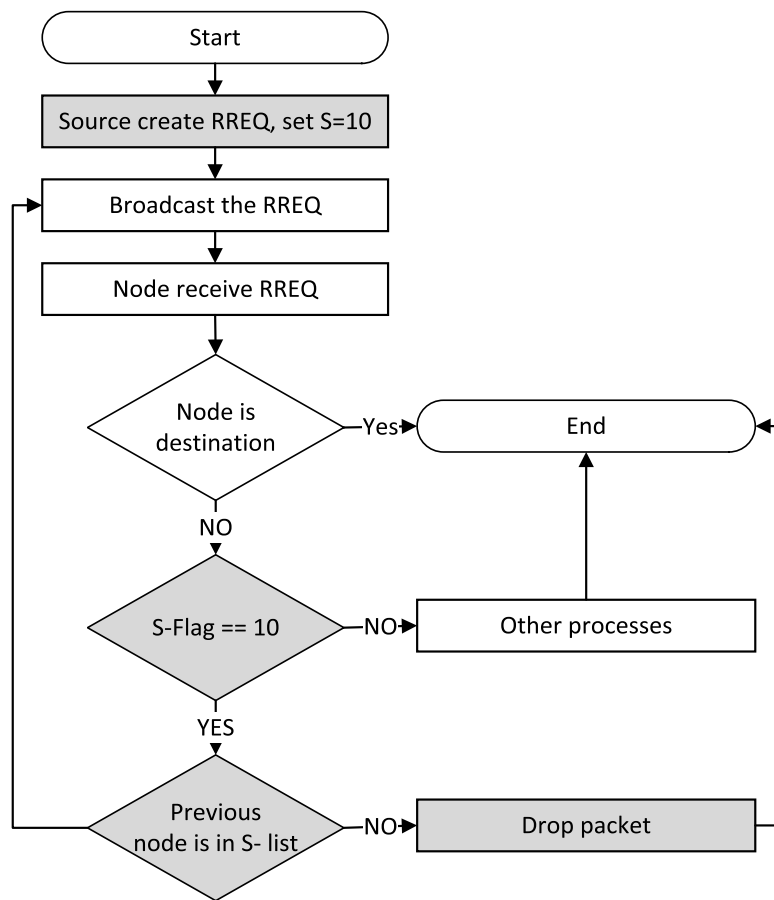 Start
Source create RREQ, set S=10
Broadcast the RREQ
Node receive RREQ
Node is
destination
Yes
End
NO
S-Flag == 10
NO
Other processes
YES
Previous
node is in S- list
NO
Drop packet